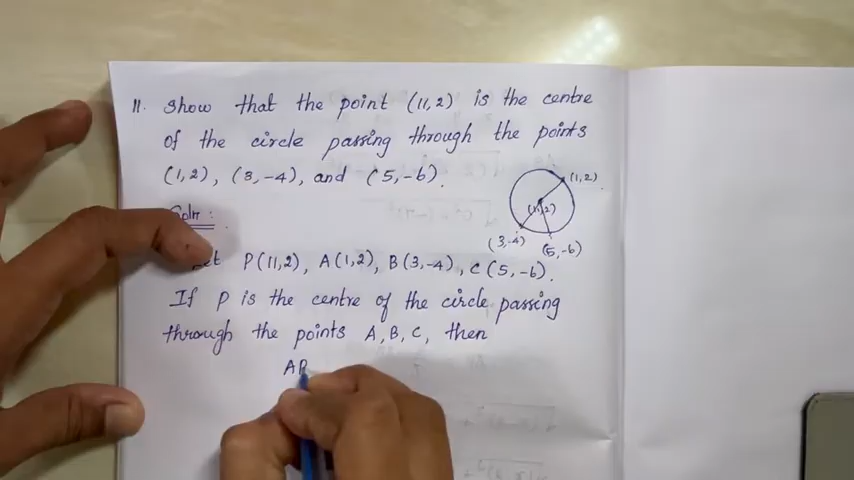 11. Show that the point (11,2) is the centre
of the circle passing through the points
(1,2), (3,-4), and (5,-6).
(1,2)
(11,2)
(3,-4) (5,-6)
Soln :
P(11,2), A(1,2), B(3,-4), C(5,-6).
If P is the centre of the circle passing
through the points A, B, C, then
AP